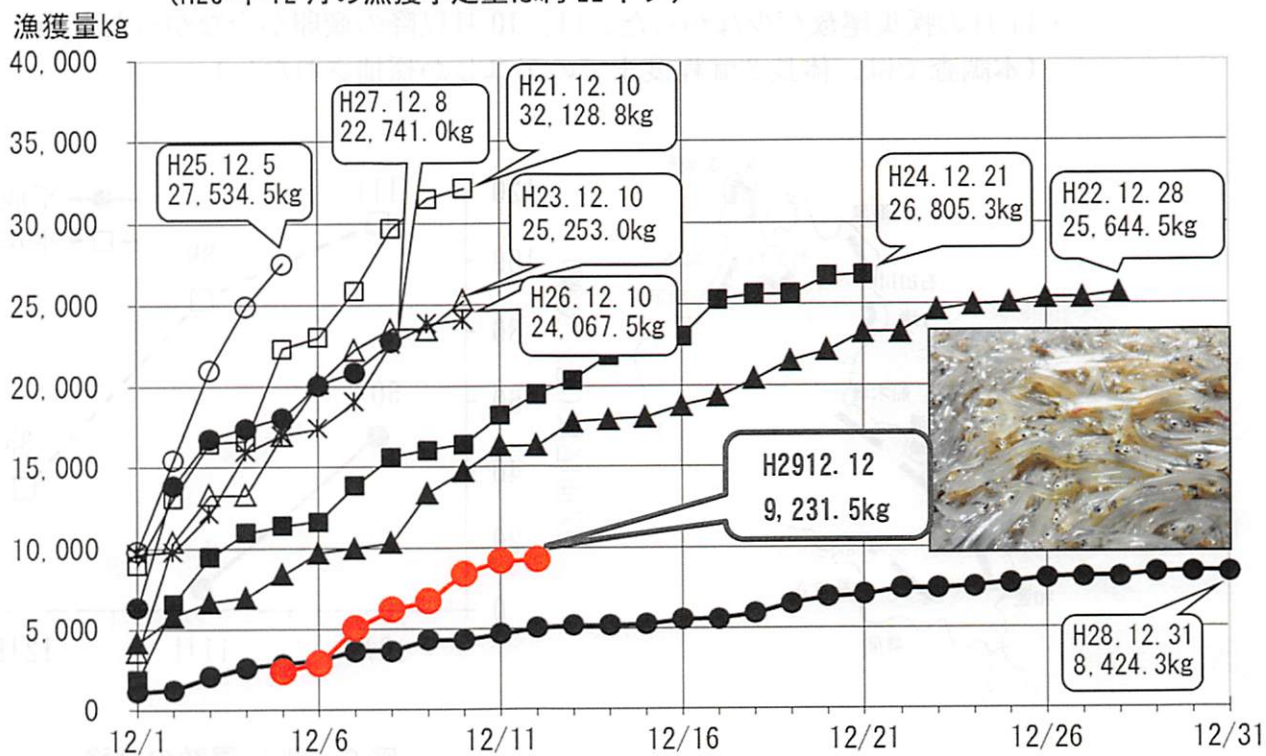 漁獲量kg
40,000
35,000
30,000
25,000
20,000
15,000
10,000
5,000
0
12/1
12/6
12/11
12/16
12/21
12/26
12/31
H25.12.5
27,534.5kg
H27.12.8
22,741.0kg
H21.12.10
32,128.8kg
H23.12.10
25,253.0kg
H26.12.10
24,067.5kg
H24.12.21
26,805.3kg
H22.12.28
25,644.5kg
H2912.12
9,231.5kg
H28.12.31
8,424.3kg